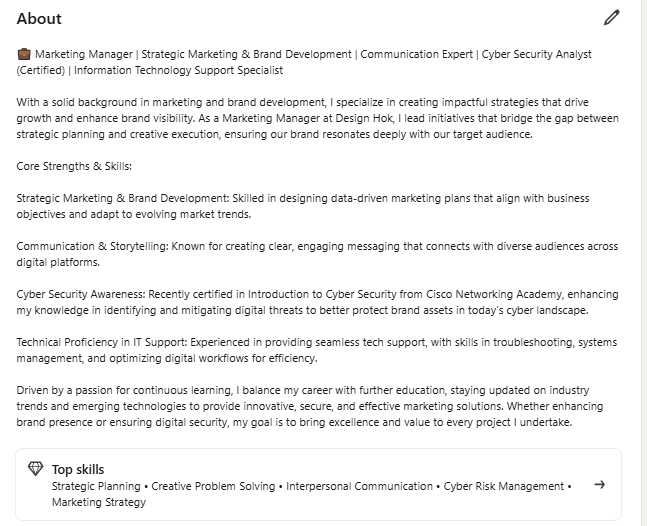 About
💼 Marketing Manager | Strategic Marketing & Brand Development | Communication Expert | Cyber Security Analyst
(Certified) | Information Technology Support Specialist
With a solid background in marketing and brand development, I specialize in creating impactful strategies that drive
growth and enhance brand visibility. As a Marketing Manager at Design Hok, I lead initiatives that bridge the gap between
strategic planning and creative execution, ensuring our brand resonates deeply with our target audience.
Core Strengths & Skills:
Strategic Marketing & Brand Development: Skilled in designing data-driven marketing plans that align with business
objectives and adapt to evolving market trends.
Communication & Storytelling: Known for creating clear, engaging messaging that connects with diverse audiences across
digital platforms.
Cyber Security Awareness: Recently certified in Introduction to Cyber Security from Cisco Networking Academy, enhancing
my knowledge in identifying and mitigating digital threats to better protect brand assets in today's cyber landscape.
Technical Proficiency in IT Support: Experienced in providing seamless tech support, with skills in troubleshooting, systems
management, and optimizing digital workflows for efficiency.
Driven by a passion for continuous learning, I balance my career with further education, staying updated on industry
trends and emerging technologies to provide innovative, secure, and effective marketing solutions. Whether enhancing
brand presence or ensuring digital security, my goal is to bring excellence and value to every project I undertake.
Top skills
Strategic Planning • Creative Problem Solving • Interpersonal Communication • Cyber Risk Management •
Marketing Strategy